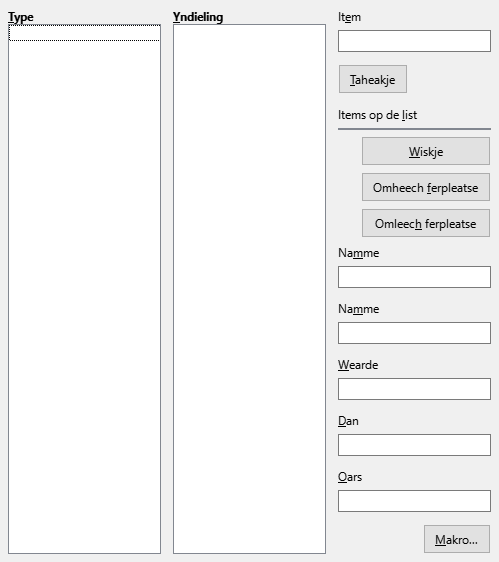 Type
Yndieling
Item
Taheakje
Items op de list
Wiskje
Omheech ferpleatse
Omleech ferpleatse
Namme
Namme
Wearde
Dan
Oars
Makro...